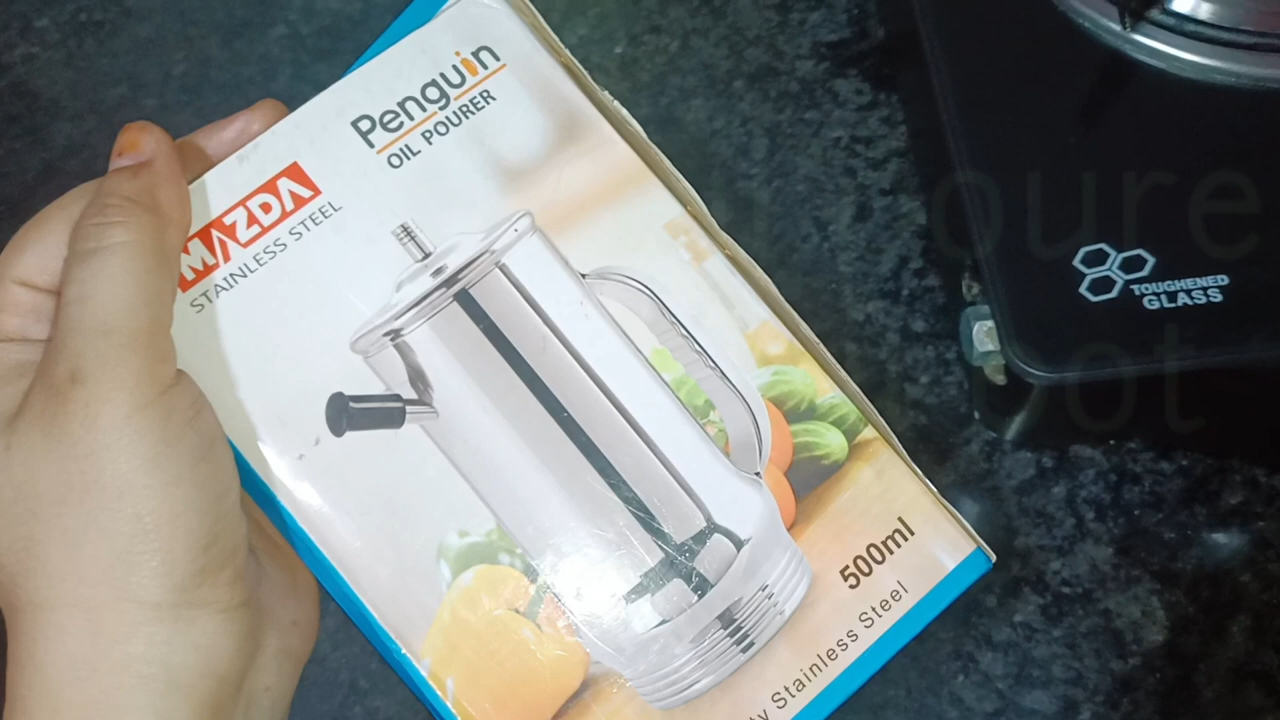 Penguin
OIL POURER
MAZDA
STAINLESS STEEL
500ml
Stainless Steel
TOUGHENED
GLASS